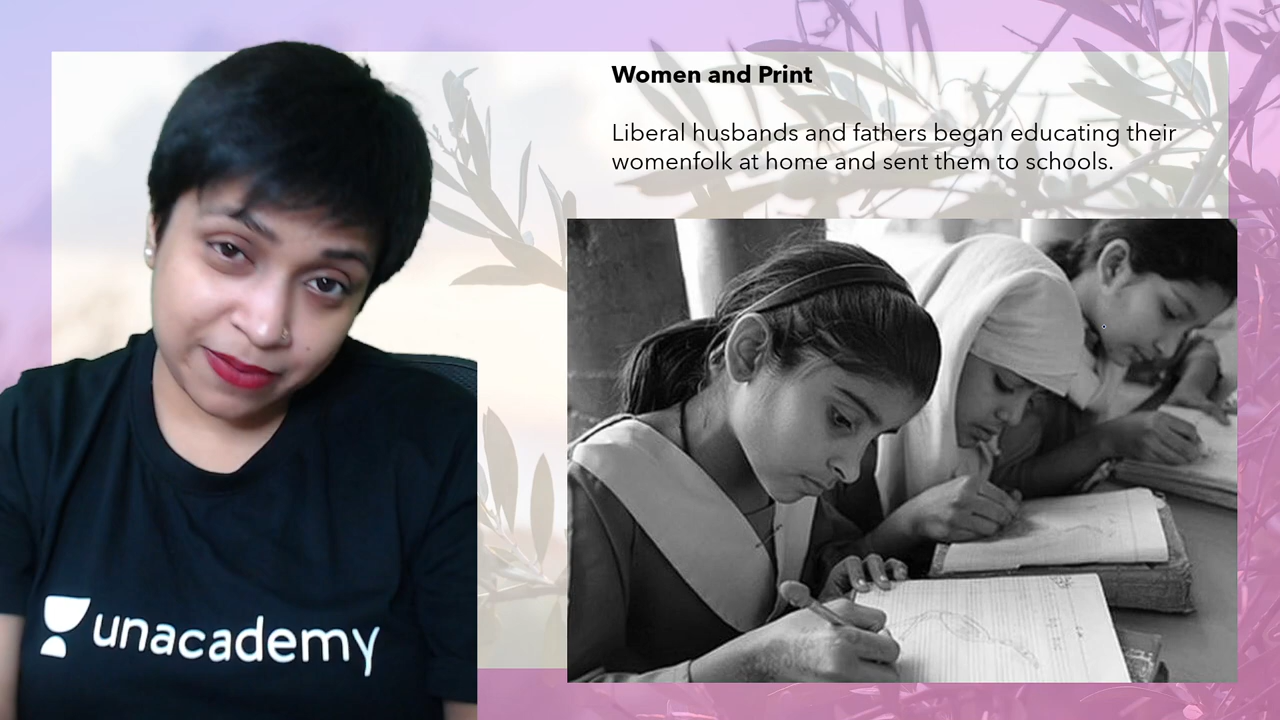 Women and Print
Liberal husbands and fathers began educating their
womenfolk at home and sent them to schools.
unacademy